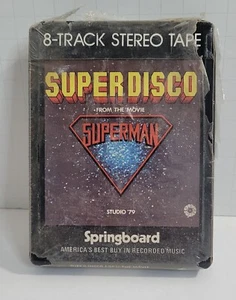 8-TRACK STEREO TAPE
SUPERDISCO
FROM THE MOVIE
SUPERMAN
STUDIO '79
Springboard
AMERICA'S BEST BUY IN RECORDED MUSIC